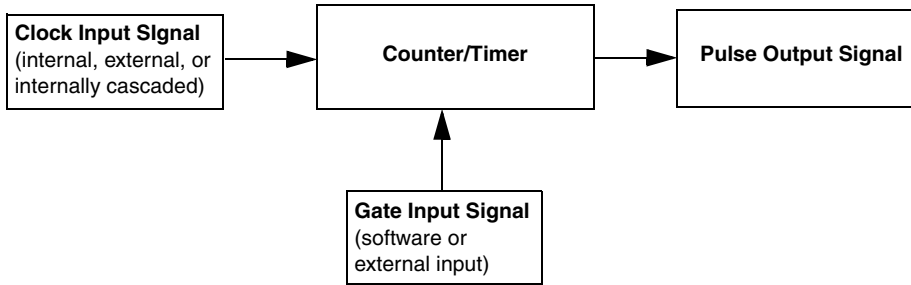 Clock Input SIgnal
(internal, external, or
internally cascaded)
Counter/Timer
Pulse Output Signal
Gate Input Signal
(software or
external input)